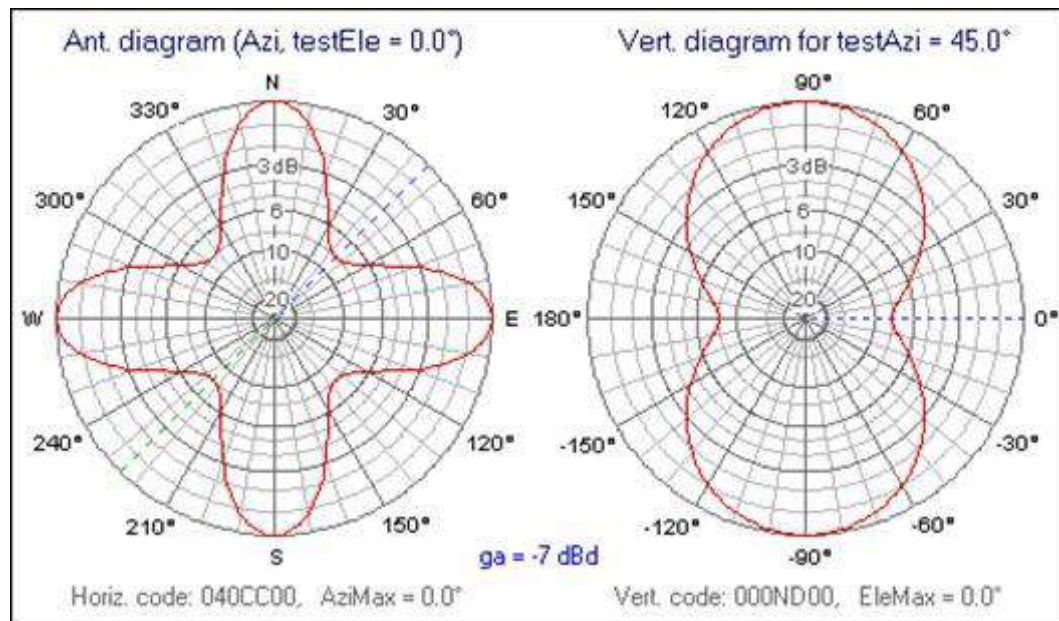 Ant. diagram (Azi, testEle = 0.0°)
Vert. diagram for testAzi = 45.0°
N
330°
30°
3dB
300°
60°
6
10
20
W
E
240°
120°
210°
150°
S
90°
120°
60°
3dB
150°
30°
6
10
20
180°
0°
-150°
-30°
-120°
-60°
-90°
ga = -7 dBd
Horiz. code: 040CC00, AziMax = 0.0°
Vert. code: 000ND00, EleMax = 0.0°